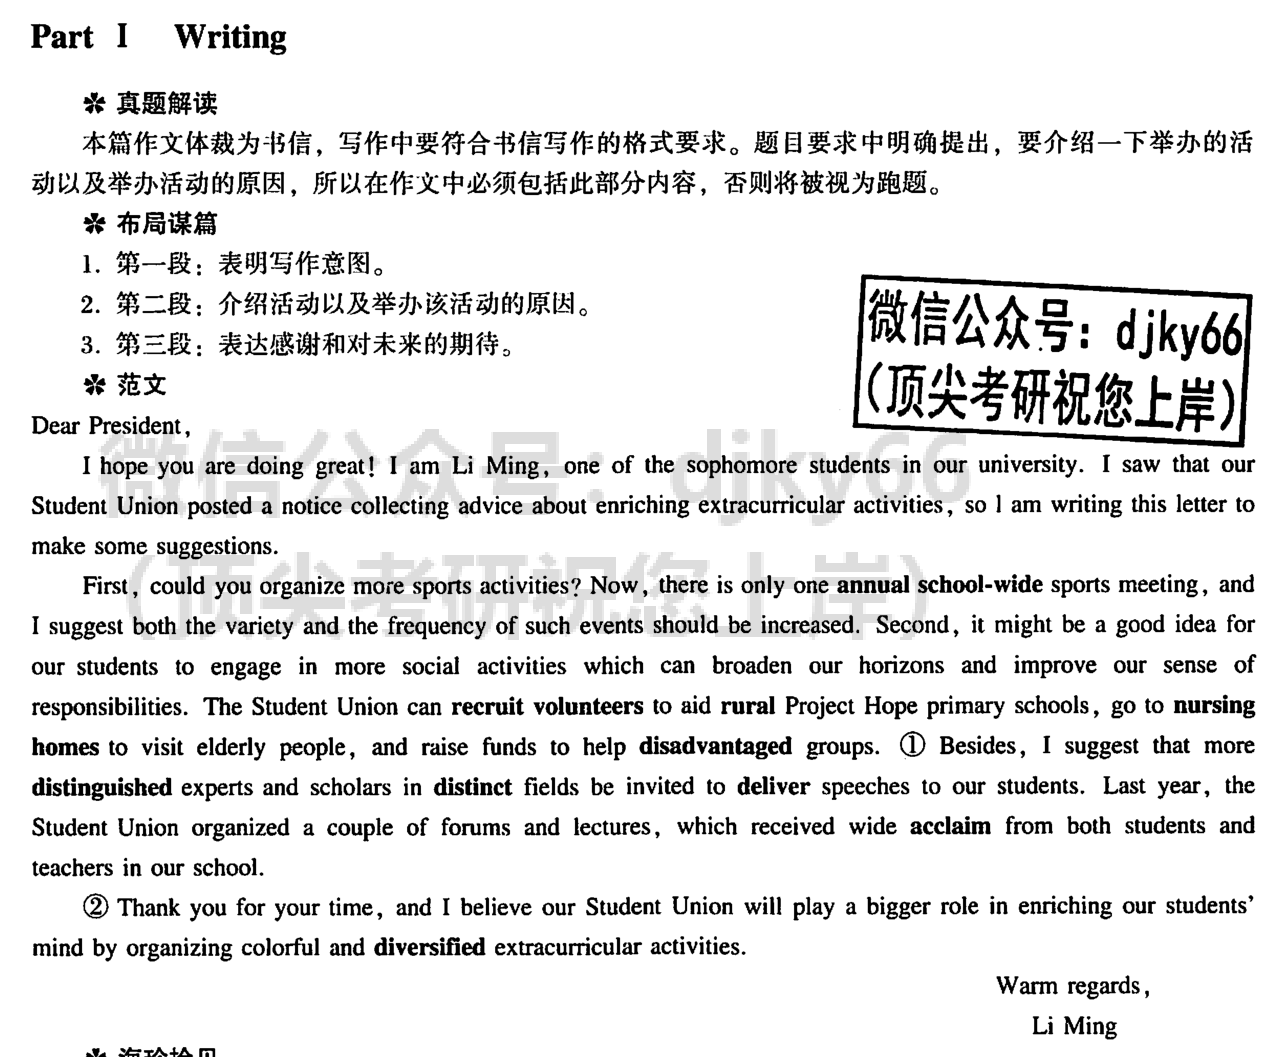 Part Ⅰ Writing
✽ 真题解读
本篇作文体裁为书信，写作中要符合书信写作的格式要求。题目要求中明确提出，要介绍一下举办的活
动以及举办活动的原因，所以在作文中必须包括此部分内容，否则将被视为跑题。
✽ 布局谋篇
1. 第一段：表明写作意图。
2. 第二段：介绍活动以及举办该活动的原因。
3. 第三段：表达感谢和对未来的期待。
微信公众号：djky66
（顶尖考研祝您上岸）
✽ 范文
Dear President,
I hope you are doing great! I am Li Ming, one of the sophomore students in our university. I saw that our
Student Union posted a notice collecting advice about enriching extracurricular activities, so I am writing this letter to
make some suggestions.
First, could you organize more sports activities? Now, there is only one annual school-wide sports meeting, and
I suggest both the variety and the frequency of such events should be increased. Second, it might be a good idea for
our students to engage in more social activities which can broaden our horizons and improve our sense of
responsibilities. The Student Union can recruit volunteers to aid rural Project Hope primary schools, go to nursing
homes to visit elderly people, and raise funds to help disadvantaged groups. ① Besides, I suggest that more
distinguished experts and scholars in distinct fields be invited to deliver speeches to our students. Last year, the
Student Union organized a couple of forums and lectures, which received wide acclaim from both students and
teachers in our school.
② Thank you for your time, and I believe our Student Union will play a bigger role in enriching our students'
mind by organizing colorful and diversified extracurricular activities.
Warm regards,
Li Ming
微信公众号：djky66
（顶尖考研祝您上岸）